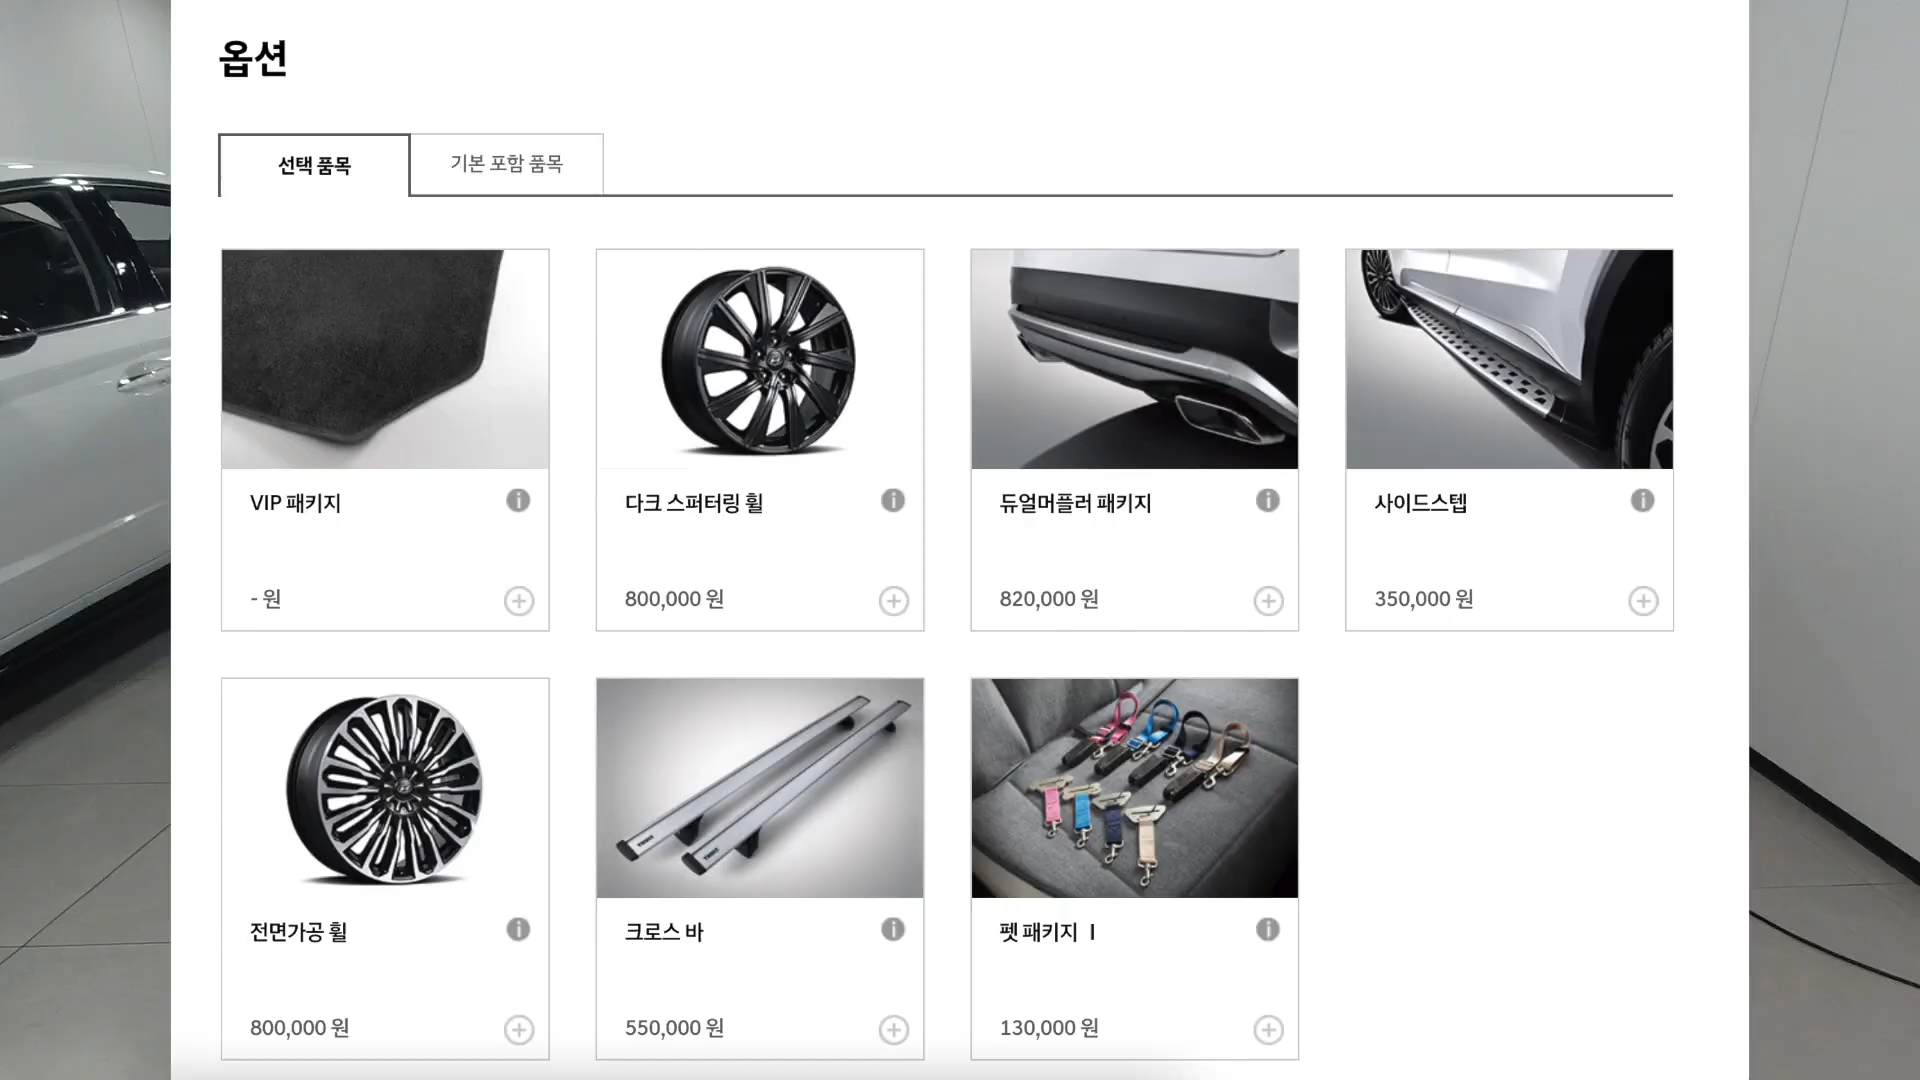 옵션
선택 품목
기본 포함 품목
VIP 패키지
- 원
다크 스퍼터링 휠
800,000 원
듀얼머플러 패키지
820,000 원
사이드스텝
350,000 원
전면가공 휠
800,000 원
크로스 바
550,000 원
펫 패키지 Ⅰ
130,000 원